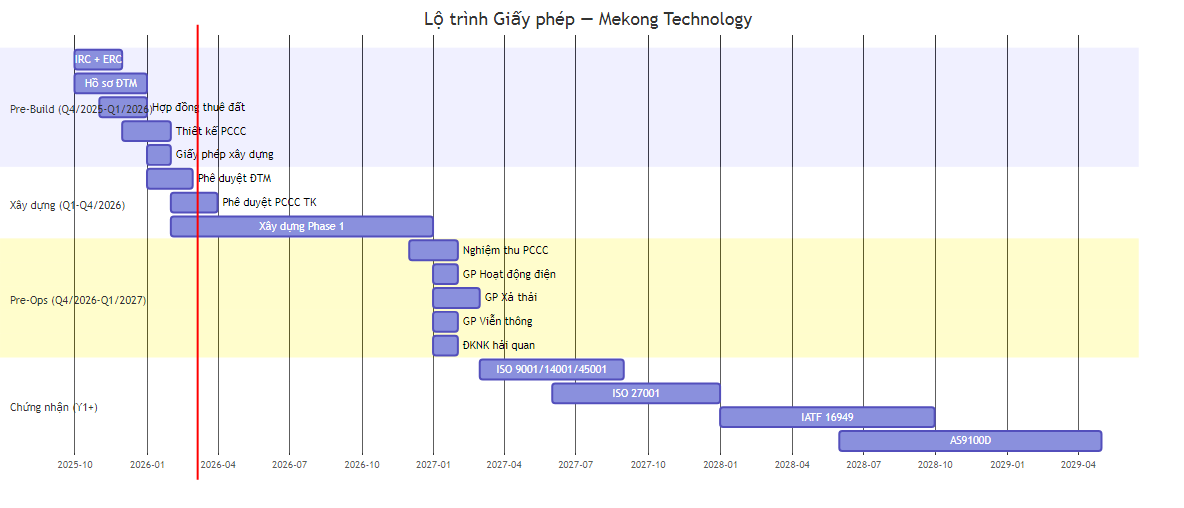 Lộ trình Giấy phép — Mekong Technology
IRC + ERC
Hồ sơ ĐTM
Pre-Build (Q4/2025-Q1/2026)
Hợp đồng thuê đất
Thiết kế PCCC
Giấy phép xây dựng
Phê duyệt ĐTM
Xây dựng (Q1-Q4/2026)
Phê duyệt PCCC TK
Xây dựng Phase 1
Nghiệm thu PCCC
GP Hoạt động điện
Pre-Ops (Q4/2026-Q1/2027)
GP Xả thải
GP Viễn thông
ĐKNK hải quan
ISO 9001/14001/45001
ISO 27001
Chứng nhận (Y1+)
IATF 16949
AS9100D
2025-10 2026-01 2026-04 2026-07 2026-10 2027-01 2027-04 2027-07 2027-10 2028-01 2028-04 2028-07 2028-10 2029-01 2029-04